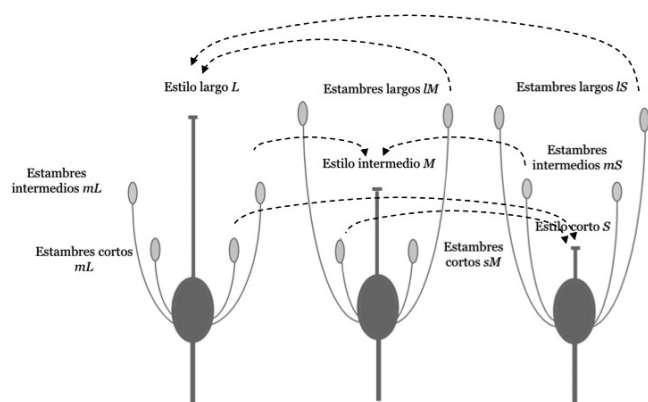 Estilo largo L
Estambres largos lM
Estambres largos lS
Estilo intermedio M
Estambres
intermedios mS
Estambres
intermedios mL
Estambres cortos
mL
Estambres
cortos sM
Estilo corto S